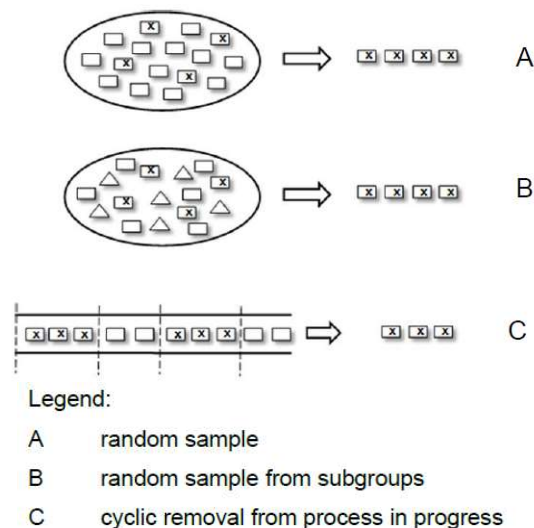 x x x x x x x x A
x x x x x x x x B
x x x x x x x x x C
Legend:
A random sample
B random sample from subgroups
C cyclic removal from process in progress